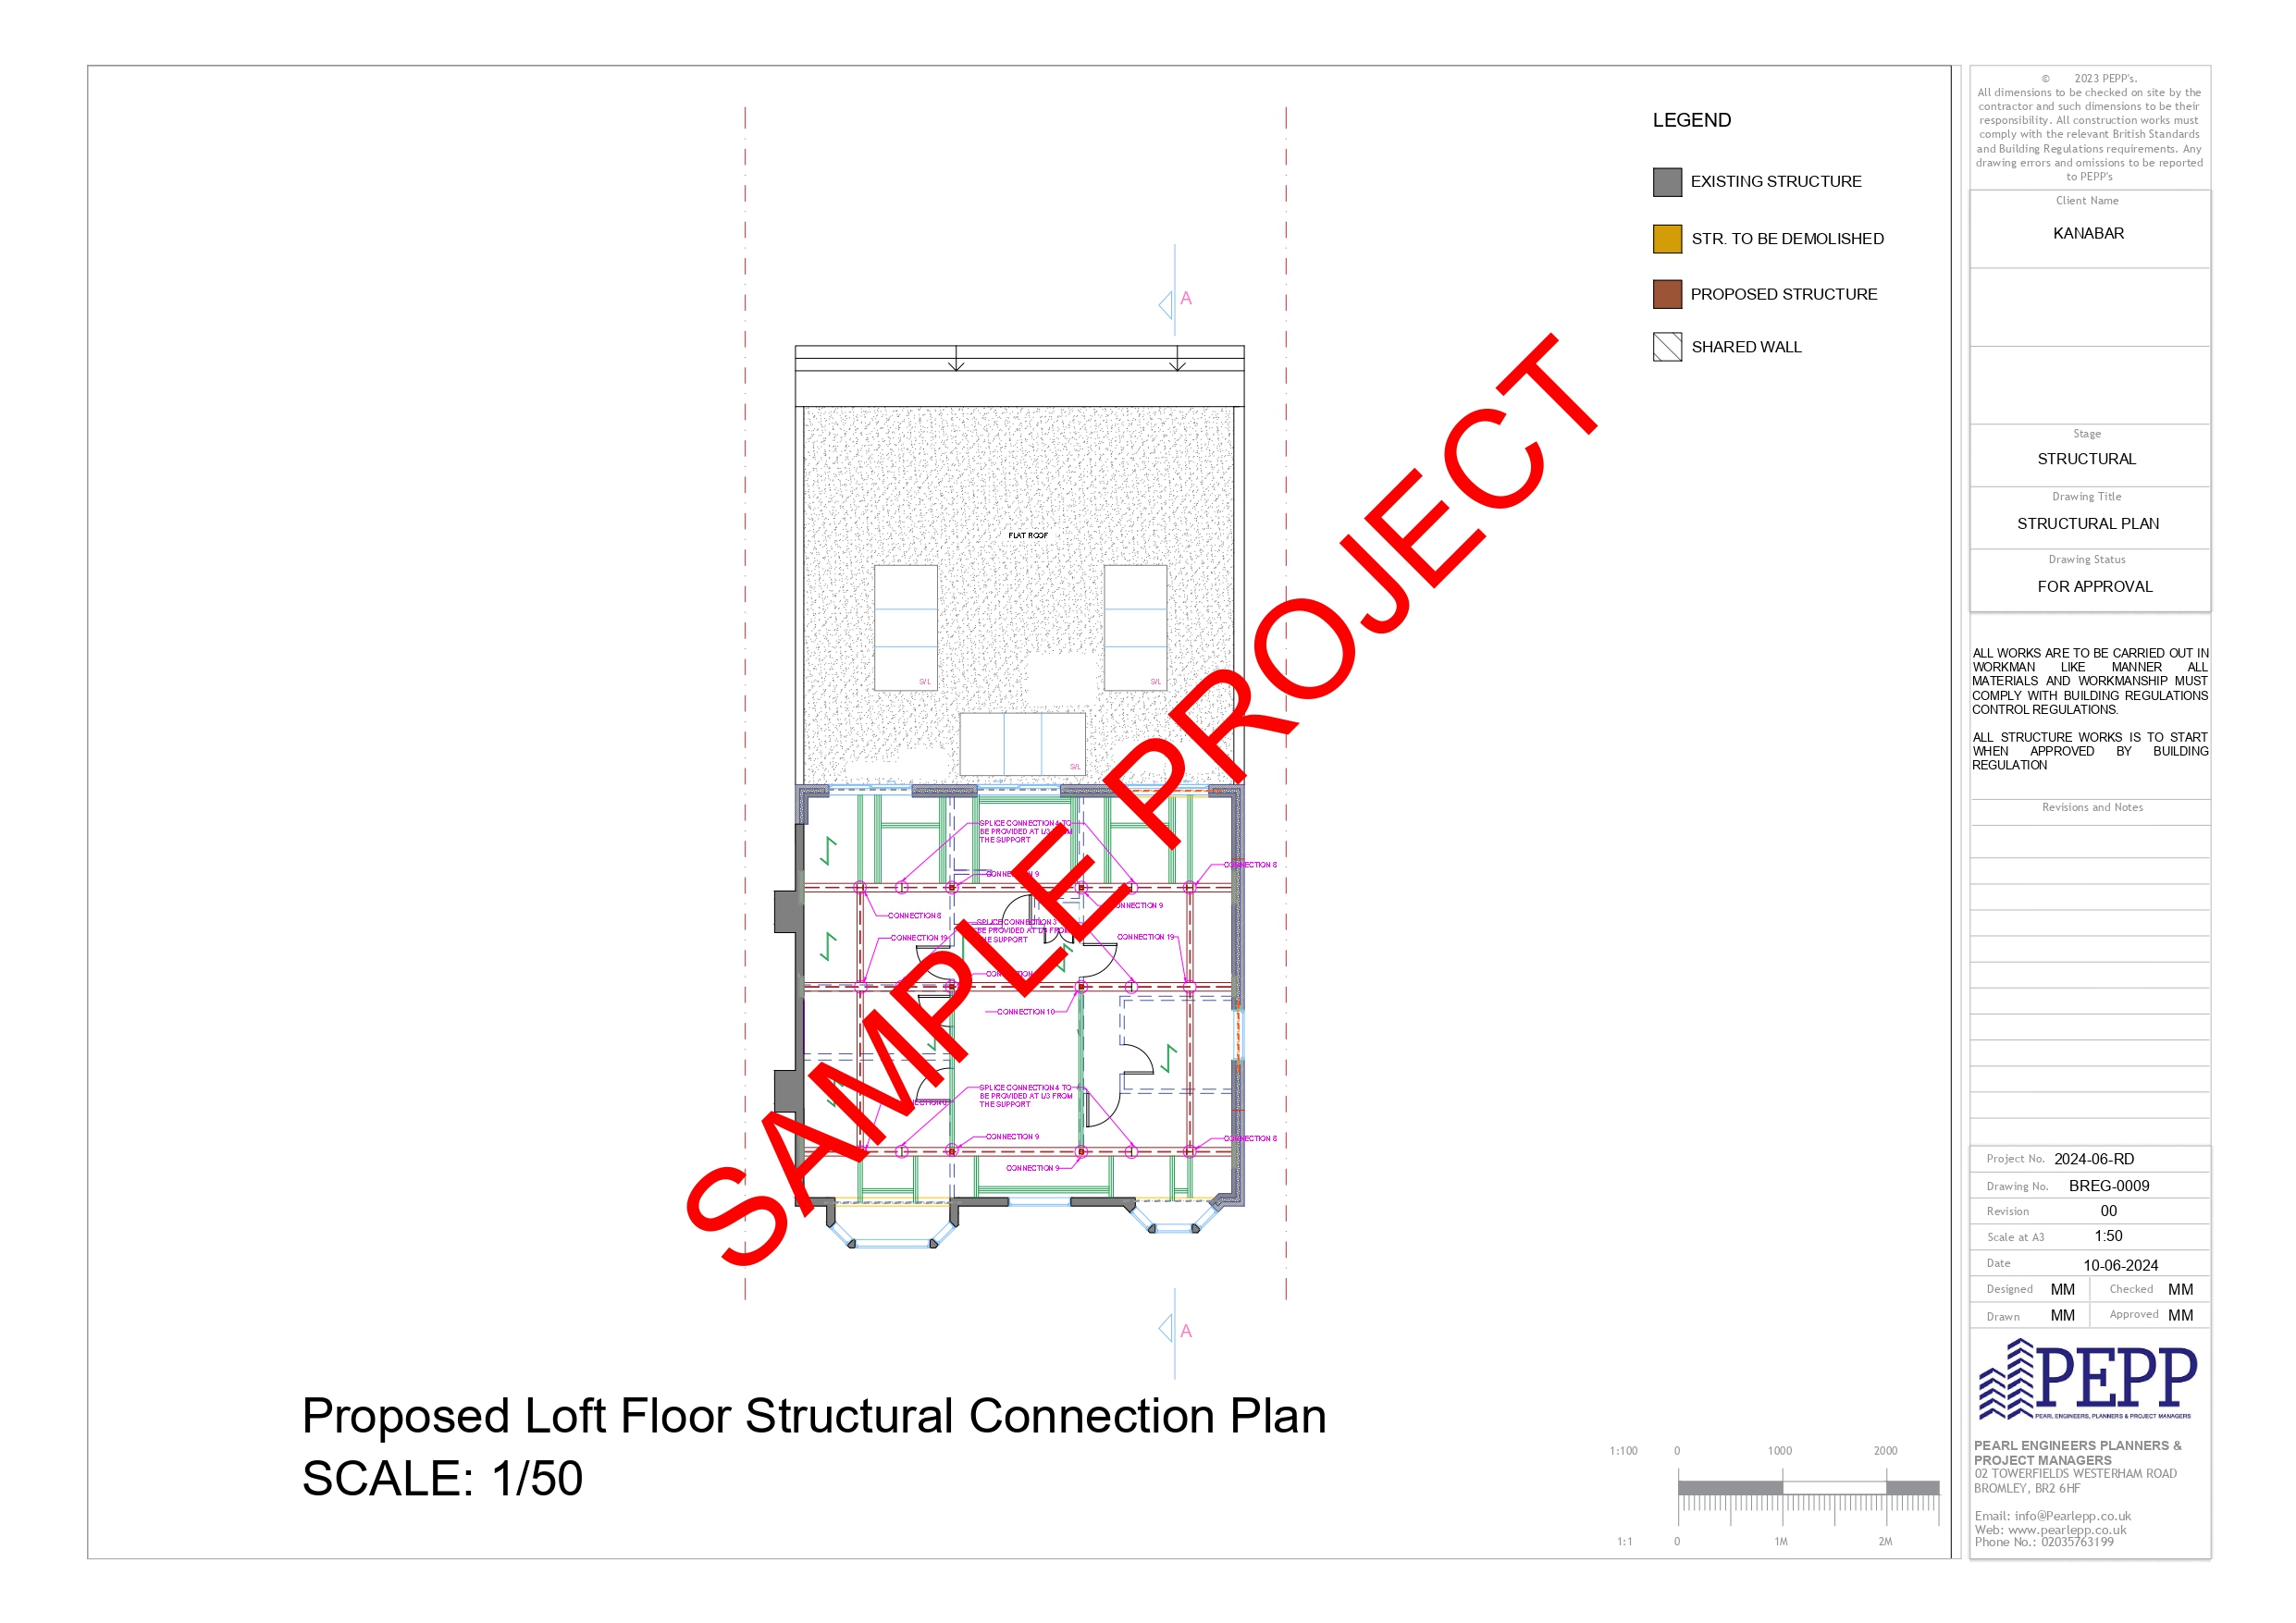 LEGEND
EXISTING STRUCTURE
STR. TO BE DEMOLISHED
PROPOSED STRUCTURE
SHARED WALL
A
FLAT ROOF
S/L
S/L
S/L
SPLICE CONNECTION 4 TO
BE PROVIDED AT L/3 FROM
THE SUPPORT
CONNECTION 8
CONNECTION 9
CONNECTION 9
CONNECTION 8
SPLICE CONNECTION 3
BE PROVIDED AT L/4 FROM
THE SUPPORT
CONNECTION 19
CONNECTION 19
CONNECTION 10
SPLICE CONNECTION 4 TO
BE PROVIDED AT L/3 FROM
THE SUPPORT
CONNECTION 9
CONNECTION 8
CONNECTION 9
A
SAMPLE PROJECT
Proposed Loft Floor Structural Connection Plan
SCALE: 1/50
1:100 0 1000 2000
1:1 0 1M 2M
© 2023 PEPP's.
All dimensions to be checked on site by the
contractor and such dimensions to be their
responsibility. All construction works must
comply with the relevant British Standards
and Building Regulations requirements. Any
drawing errors and omissions to be reported
to PEPP's
Client Name
KANABAR
Stage
STRUCTURAL
Drawing Title
STRUCTURAL PLAN
Drawing Status
FOR APPROVAL
ALL WORKS ARE TO BE CARRIED OUT IN
WORKMAN LIKE MANNER ALL
MATERIALS AND WORKMANSHIP MUST
COMPLY WITH BUILDING REGULATIONS
CONTROL REGULATIONS.
ALL STRUCTURE WORKS IS TO START
WHEN APPROVED BY BUILDING
REGULATION
Revisions and Notes
Project No. 2024-06-RD
Drawing No. BREG-0009
Revision 00
Scale at A3 1:50
Date 10-06-2024
Designed MM Checked MM
Drawn MM Approved MM
PEPP
PEARL ENGINEERS, PLANNERS & PROJECT MANAGERS
PEARL ENGINEERS PLANNERS &
PROJECT MANAGERS
02 TOWERFIELDS WESTERHAM ROAD
BROMLEY, BR2 6HF
Email: info@Pearlepp.co.uk
Web: www.pearlepp.co.uk
Phone No.: 02035763199